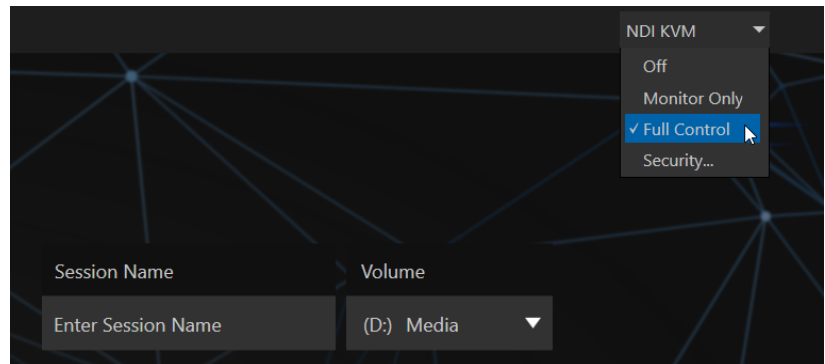 NDI KVM
Off
Monitor Only
✓ Full Control
Security...
Session Name
Volume
Enter Session Name
(D:) Media